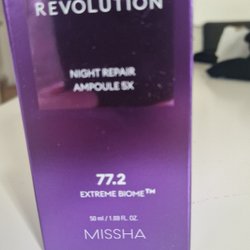 REVOLUTION
NIGHT REPAIR
AMPOULE 5X
77.2
EXTREME BIOME™
50 ml / 1.69 FL. OZ.
MISSHA